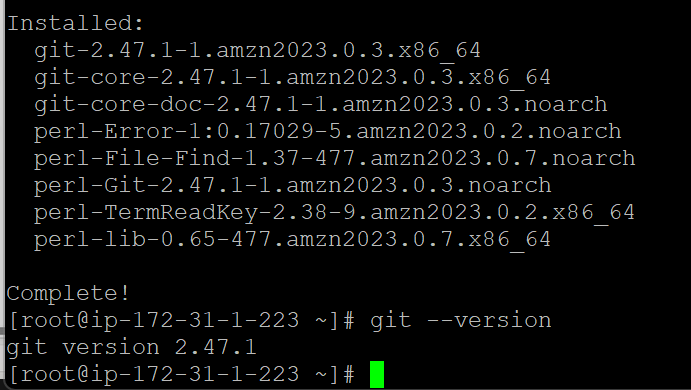 Installed:
  git-2.47.1-1.amzn2023.0.3.x86_64
  git-core-2.47.1-1.amzn2023.0.3.x86_64
  git-core-doc-2.47.1-1.amzn2023.0.3.noarch
  perl-Error-1:0.17029-5.amzn2023.0.2.noarch
  perl-File-Find-1.37-477.amzn2023.0.7.noarch
  perl-Git-2.47.1-1.amzn2023.0.3.noarch
  perl-TermReadKey-2.38-9.amzn2023.0.2.x86_64
  perl-lib-0.65-477.amzn2023.0.7.x86_64

Complete!
[root@ip-172-31-1-223 ~]# git --version
git version 2.47.1
[root@ip-172-31-1-223 ~]#